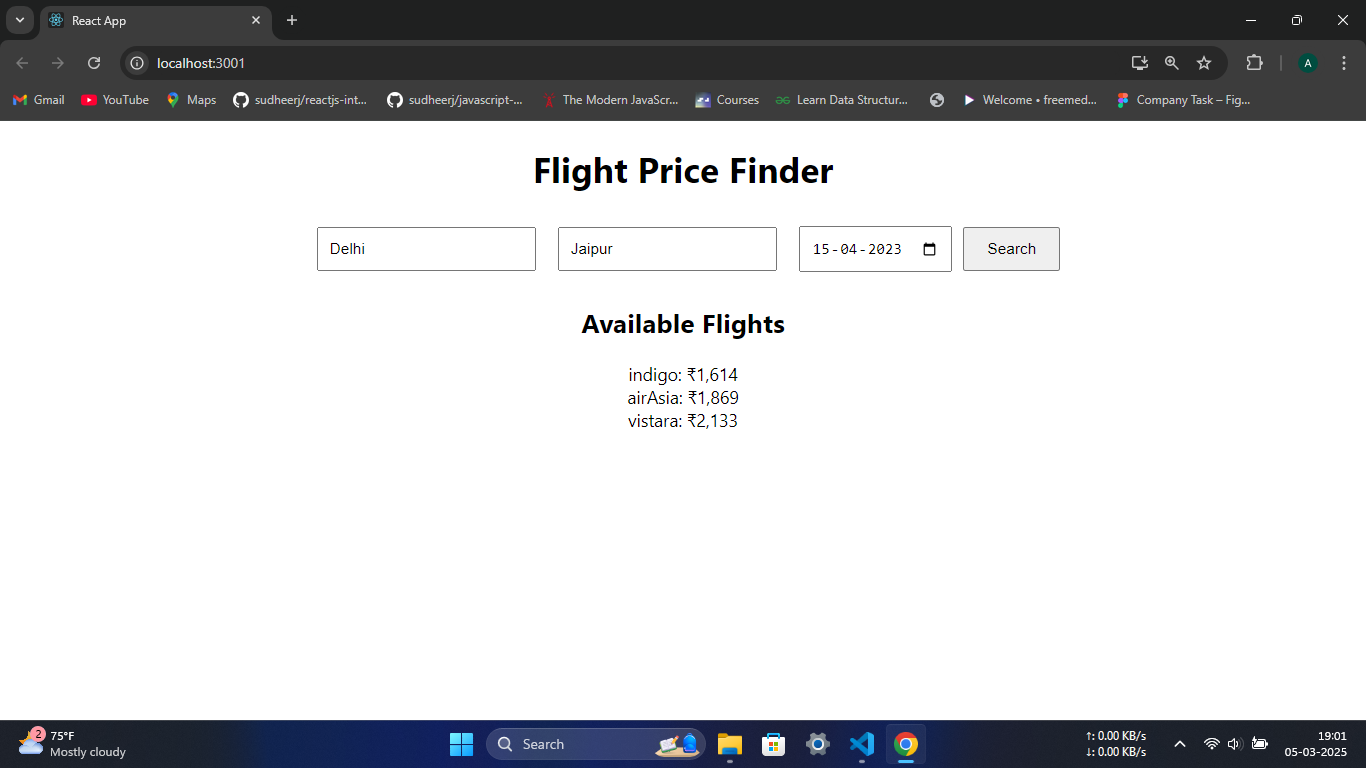 React App
localhost:3001
Gmail YouTube Maps sudheerj/reactjs-int... sudheerj/javascript-... The Modern JavaScr... Courses Learn Data Structur... Welcome • freemed... Company Task – Fig...
A
Flight Price Finder
Delhi Jaipur 15-04-2023 Search
Available Flights
indigo: ₹1,614
airAsia: ₹1,869
vistara: ₹2,133
2
75°F
Mostly cloudy
Search
↑: 0.00 KB/s
↓: 0.00 KB/s
19:01
05-03-2025